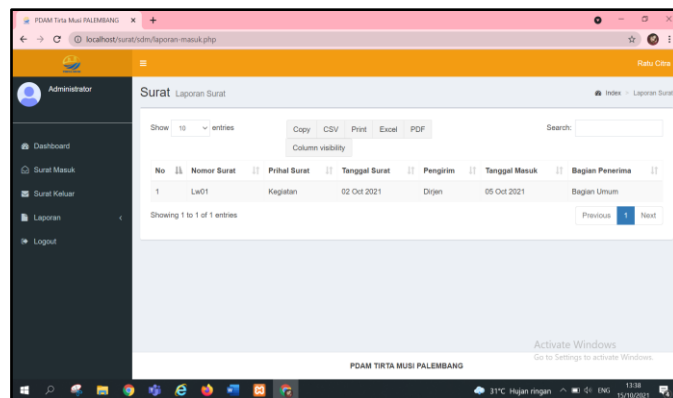 PDAM Tirta Musi PALEMBANG
localhost/surat/sdm/laporan-masuk.php
Ratu Citra
Administrator
Surat Laporan Surat
Index > Laporan Surat
Show 10 entries
Copy CSV Print Excel PDF
Search:
Column visibility
Dashboard
Surat Masuk
Surat Keluar
Laporan
Logout
No Nomor Surat Prihal Surat Tanggal Surat Pengirim Tanggal Masuk Bagian Penerima
1 Lw01 Kegiatan 02 Oct 2021 Dirjen 05 Oct 2021 Bagian Umum
Showing 1 to 1 of 1 entries
Previous 1 Next
Activate Windows
Go to Settings to activate Windows.
PDAM TIRTA MUSI PALEMBANG
31°C Hujan ringan ENG
13:38
15/10/2021